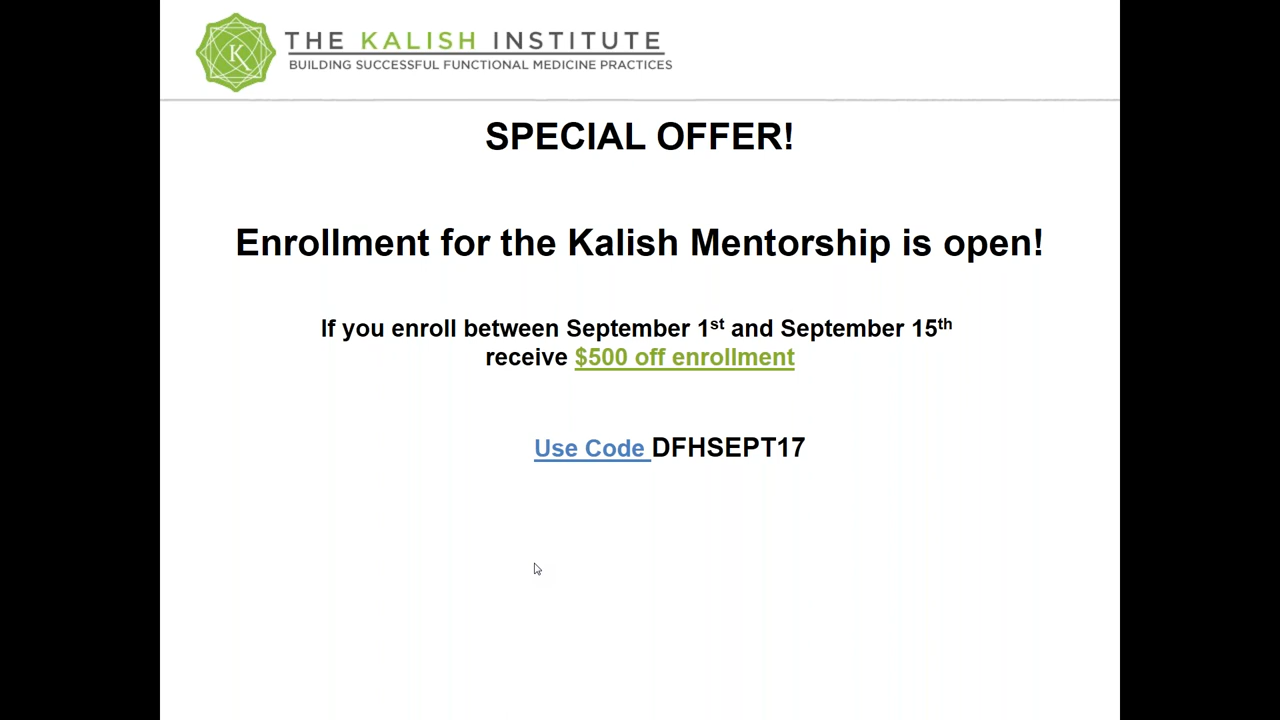 K
THE KALISH INSTITUTE
BUILDING SUCCESSFUL FUNCTIONAL MEDICINE PRACTICES
SPECIAL OFFER!
Enrollment for the Kalish Mentorship is open!
If you enroll between September 1st and September 15th
receive $500 off enrollment
Use Code DFHSEPT17